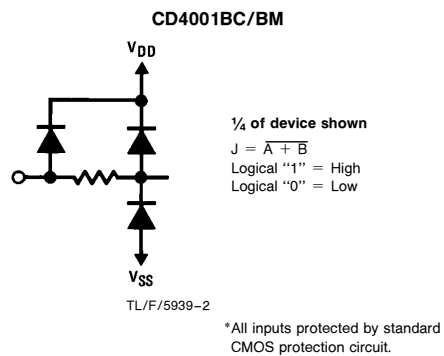 CD4001BC/BM
VDD
¼ of device shown
J = A + B
Logical “1” = High
Logical “0” = Low
VSS
TL/F/5939–2
*All inputs protected by standard
CMOS protection circuit.